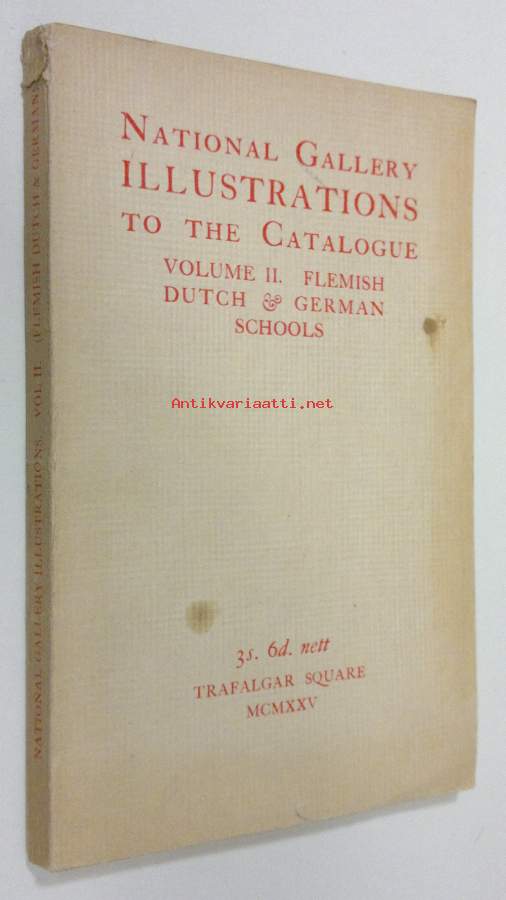 NATIONAL GALLERY
ILLUSTRATIONS
TO THE CATALOGUE
VOLUME II. FLEMISH
DUTCH & GERMAN
SCHOOLS
Antikvariaatti.net
3s. 6d. nett
TRAFALGAR SQUARE
MCMXXV
NATIONAL GALLERY ILLUSTRATIONS. VOL II. (FLEMISH DUTCH & GERMAN